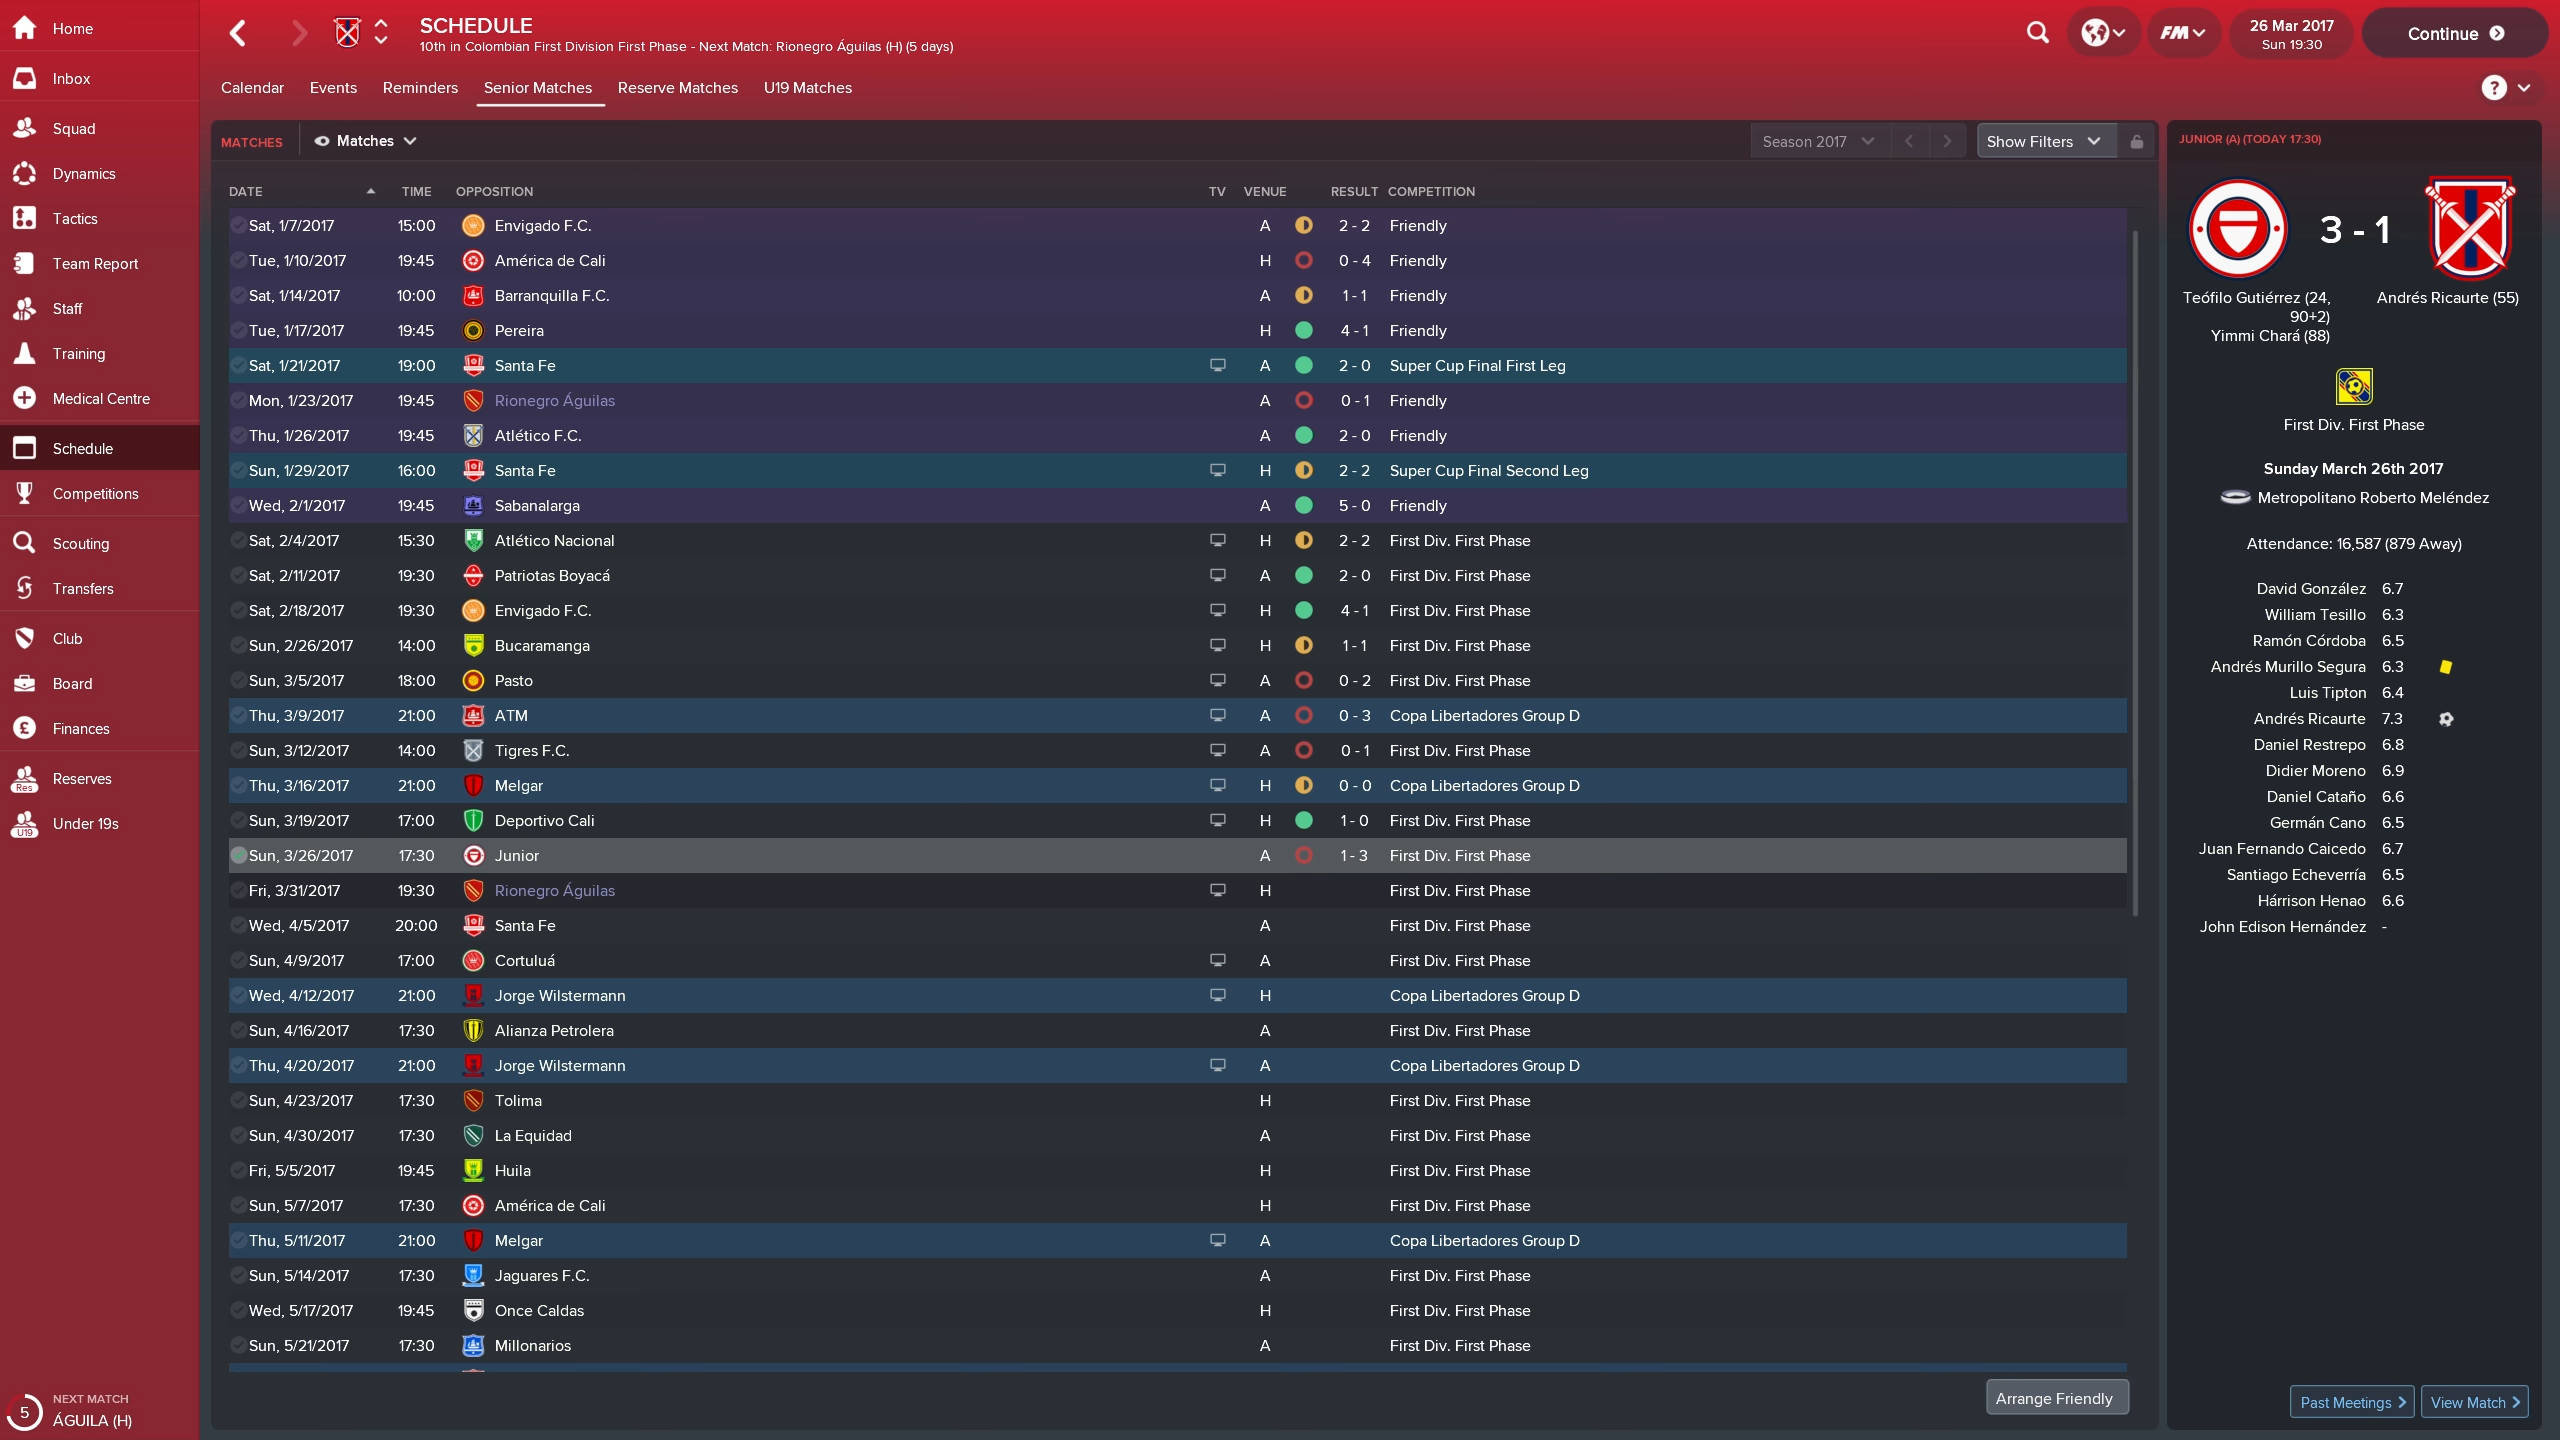 Home
Inbox
Squad
Dynamics
Tactics
Team Report
Staff
Training
Medical Centre
Schedule
Competitions
Scouting
Transfers
Club
Board
Finances
Res
Reserves
U19
Under 19s
5
NEXT MATCH
ÁGUILA (H)
SCHEDULE
10th in Colombian First Division First Phase - Next Match: Rionegro Águilas (H) (5 days)
FM
26 Mar 2017
Sun 19:30
Continue
Calendar Events Reminders Senior Matches Reserve Matches U19 Matches
?
MATCHES Matches Season 2017 Show Filters
DATE TIME OPPOSITION TV VENUE RESULT COMPETITION
Sat, 1/7/2017 15:00 Envigado F.C. A 2 - 2 Friendly
Tue, 1/10/2017 19:45 América de Cali H 0 - 4 Friendly
Sat, 1/14/2017 10:00 Barranquilla F.C. A 1 - 1 Friendly
Tue, 1/17/2017 19:45 Pereira H 4 - 1 Friendly
Sat, 1/21/2017 19:00 Santa Fe A 2 - 0 Super Cup Final First Leg
Mon, 1/23/2017 19:45 Rionegro Águilas A 0 - 1 Friendly
Thu, 1/26/2017 19:45 Atlético F.C. A 2 - 0 Friendly
Sun, 1/29/2017 16:00 Santa Fe H 2 - 2 Super Cup Final Second Leg
Wed, 2/1/2017 19:45 Sabanalarga A 5 - 0 Friendly
Sat, 2/4/2017 15:30 Atlético Nacional H 2 - 2 First Div. First Phase
Sat, 2/11/2017 19:30 Patriotas Boyacá A 2 - 0 First Div. First Phase
Sat, 2/18/2017 19:30 Envigado F.C. H 4 - 1 First Div. First Phase
Sun, 2/26/2017 14:00 Bucaramanga H 1 - 1 First Div. First Phase
Sun, 3/5/2017 18:00 Pasto A 0 - 2 First Div. First Phase
Thu, 3/9/2017 21:00 ATM A 0 - 3 Copa Libertadores Group D
Sun, 3/12/2017 14:00 Tigres F.C. A 0 - 1 First Div. First Phase
Thu, 3/16/2017 21:00 Melgar H 0 - 0 Copa Libertadores Group D
Sun, 3/19/2017 17:00 Deportivo Cali H 1 - 0 First Div. First Phase
Sun, 3/26/2017 17:30 Junior A 1 - 3 First Div. First Phase
Fri, 3/31/2017 19:30 Rionegro Águilas H First Div. First Phase
Wed, 4/5/2017 20:00 Santa Fe A First Div. First Phase
Sun, 4/9/2017 17:00 Cortuluá A First Div. First Phase
Wed, 4/12/2017 21:00 Jorge Wilstermann H Copa Libertadores Group D
Sun, 4/16/2017 17:30 Alianza Petrolera A First Div. First Phase
Thu, 4/20/2017 21:00 Jorge Wilstermann A Copa Libertadores Group D
Sun, 4/23/2017 17:30 Tolima H First Div. First Phase
Sun, 4/30/2017 17:30 La Equidad A First Div. First Phase
Fri, 5/5/2017 19:45 Huila H First Div. First Phase
Sun, 5/7/2017 17:30 América de Cali H First Div. First Phase
Thu, 5/11/2017 21:00 Melgar A Copa Libertadores Group D
Sun, 5/14/2017 17:30 Jaguares F.C. A First Div. First Phase
Wed, 5/17/2017 19:45 Once Caldas H First Div. First Phase
Sun, 5/21/2017 17:30 Millonarios A First Div. First Phase
Arrange Friendly
JUNIOR (A) (TODAY 17:30)
3 - 1
Teófilo Gutiérrez (24, 90+2)
Yimmi Chará (88)
Andrés Ricaurte (55)
First Div. First Phase
Sunday March 26th 2017
Metropolitano Roberto Meléndez
Attendance: 16,587 (879 Away)
David González 6.7
William Tesillo 6.3
Ramón Córdoba 6.5
Andrés Murillo Segura 6.3
Luis Tipton 6.4
Andrés Ricaurte 7.3
Daniel Restrepo 6.8
Didier Moreno 6.9
Daniel Cataño 6.6
Germán Cano 6.5
Juan Fernando Caicedo 6.7
Santiago Echeverría 6.5
Hárrison Henao 6.6
John Edison Hernández -
Past Meetings
View Match